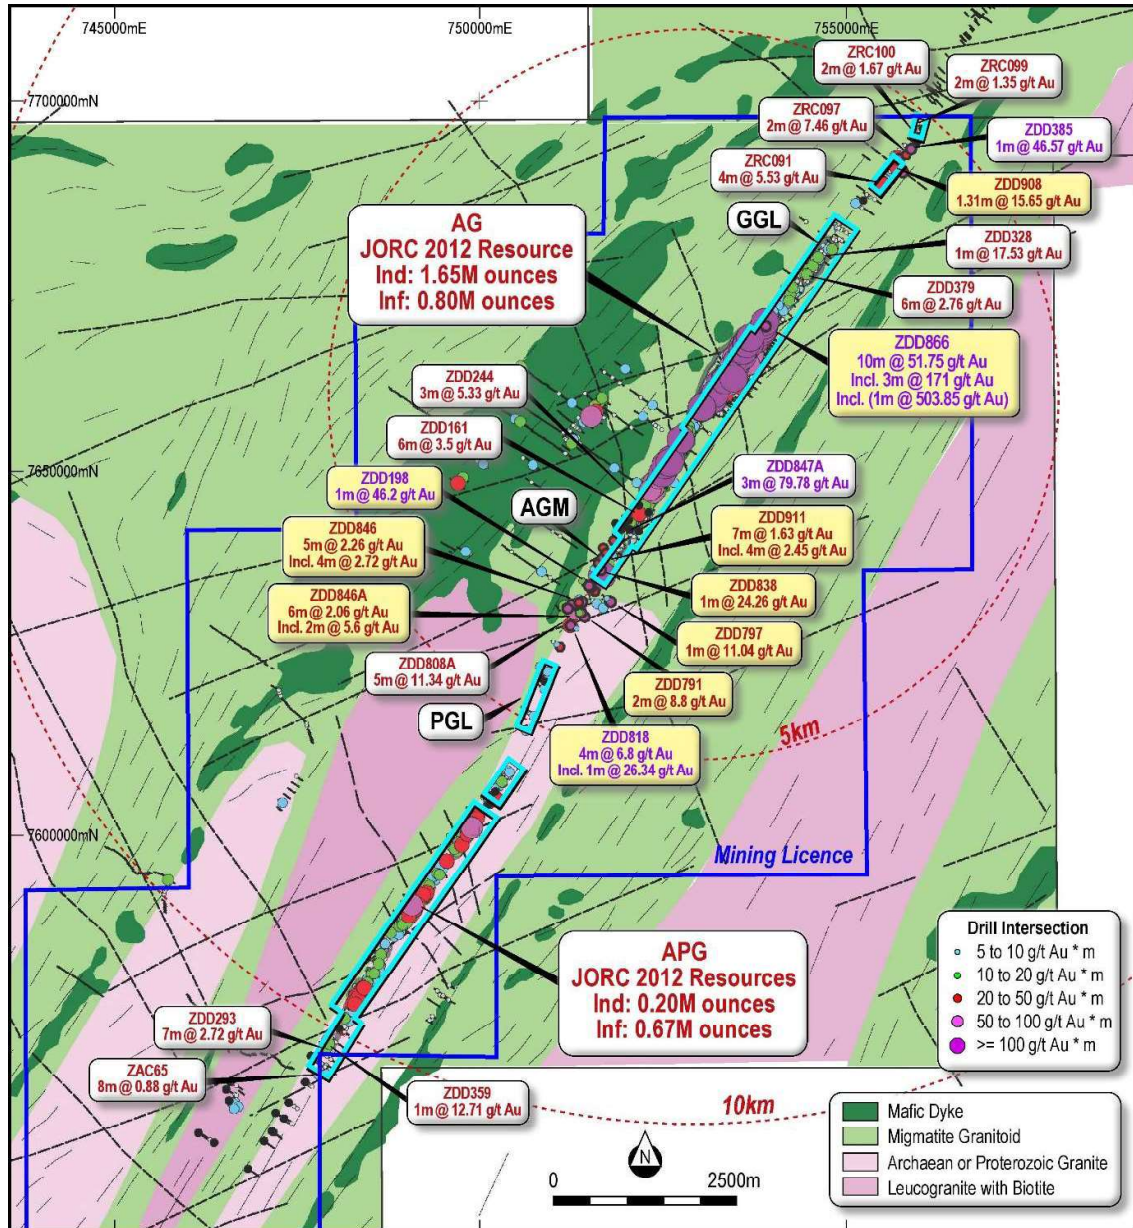 745000mE
750000mE
755000mE
7700000mN
7650000mN
7600000mN
ZRC100
2m @ 1.67 g/t Au
ZRC099
2m @ 1.35 g/t Au
ZRC097
2m @ 7.46 g/t Au
ZDD385
1m @ 46.57 g/t Au
ZRC091
4m @ 5.53 g/t Au
ZDD908
1.31m @ 15.65 g/t Au
GGL
AG
JORC 2012 Resource
Ind: 1.65M ounces
Inf: 0.80M ounces
ZDD328
1m @ 17.53 g/t Au
ZDD379
6m @ 2.76 g/t Au
ZDD866
10m @ 51.75 g/t Au
Incl. 3m @ 171 g/t Au
Incl. (1m @ 503.85 g/t Au)
ZDD244
3m @ 5.33 g/t Au
ZDD161
6m @ 3.5 g/t Au
ZDD198
1m @ 46.2 g/t Au
ZDD847A
3m @ 79.78 g/t Au
AGM
ZDD846
5m @ 2.26 g/t Au
Incl. 4m @ 2.72 g/t Au
ZDD911
7m @ 1.63 g/t Au
Incl. 4m @ 2.45 g/t Au
ZDD838
1m @ 24.26 g/t Au
ZDD846A
6m @ 2.06 g/t Au
Incl. 2m @ 5.6 g/t Au
ZDD797
1m @ 11.04 g/t Au
ZDD808A
5m @ 11.34 g/t Au
ZDD791
2m @ 8.8 g/t Au
PGL
ZDD818
4m @ 6.8 g/t Au
Incl. 1m @ 26.34 g/t Au
5km
Mining Licence
APG
JORC 2012 Resources
Ind: 0.20M ounces
Inf: 0.67M ounces
ZDD293
7m @ 2.72 g/t Au
ZAC65
8m @ 0.88 g/t Au
ZDD359
1m @ 12.71 g/t Au
10km
Drill Intersection
5 to 10 g/t Au * m
10 to 20 g/t Au * m
20 to 50 g/t Au * m
50 to 100 g/t Au * m
>= 100 g/t Au * m
N
0 2500m
Mafic Dyke
Migmatite Granitoid
Archaean or Proterozoic Granite
Leucogranite with Biotite